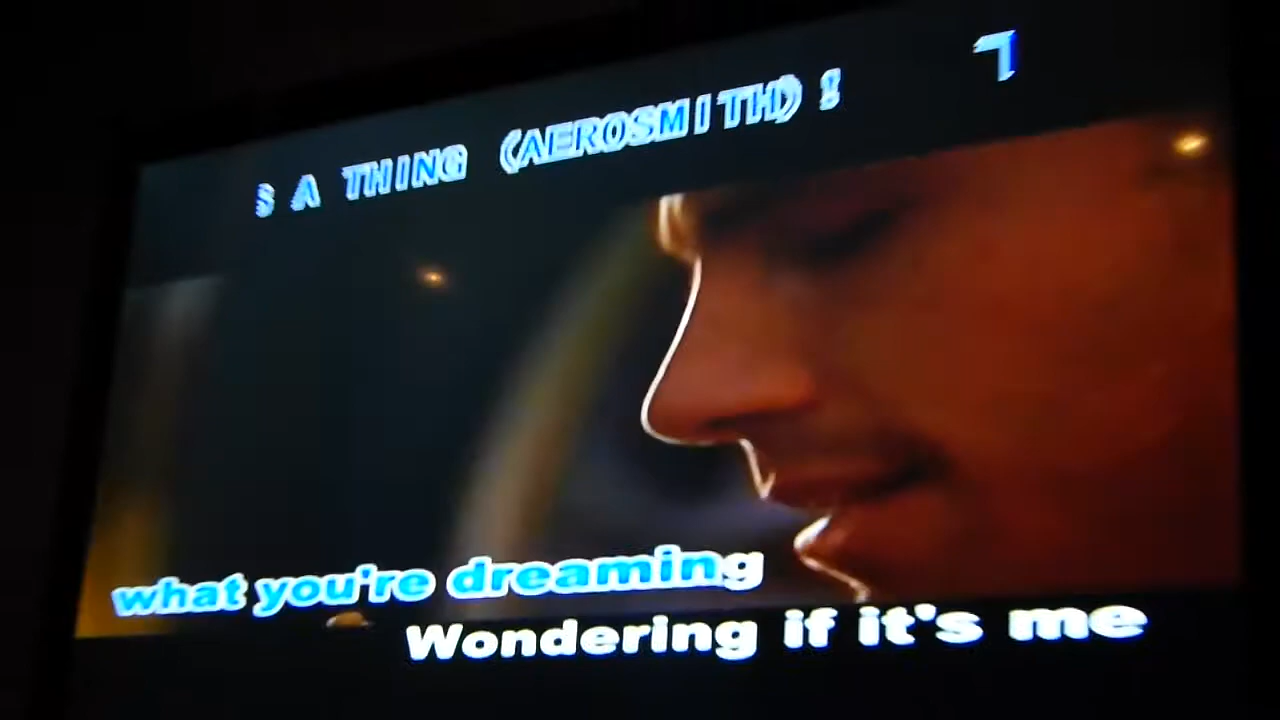 S A THING (AEROSMITH) !
what you're dreaming
Wondering if it's me